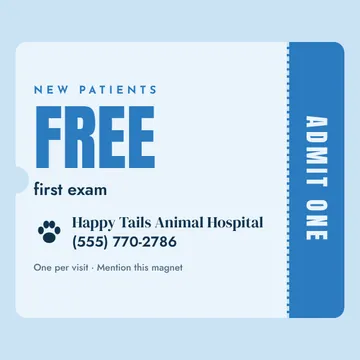 NEW PATIENTS
FREE
first exam
Happy Tails Animal Hospital
(555) 770-2786
One per visit · Mention this magnet
ADMIT ONE